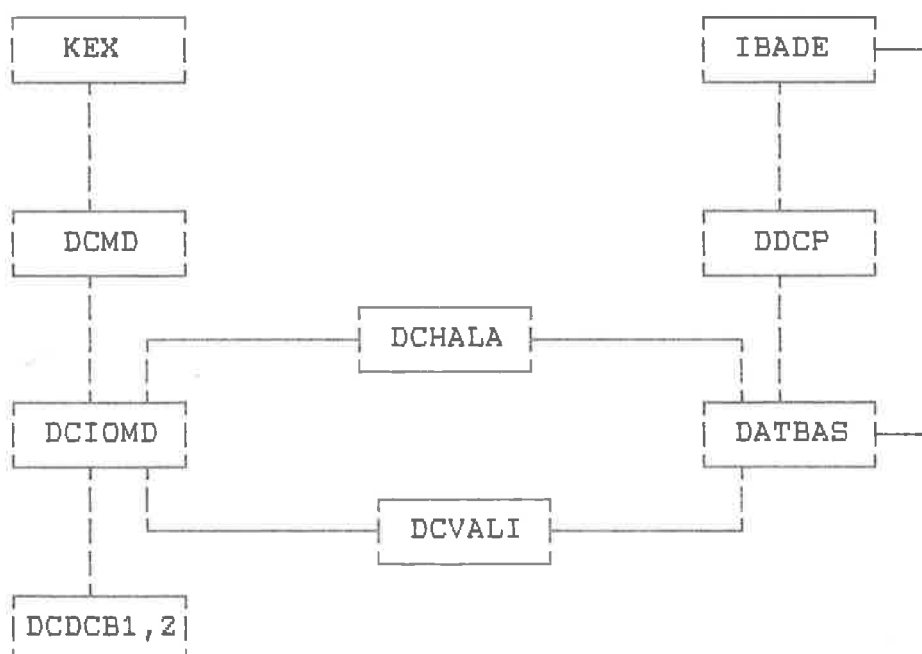 KEX
IBADE
DCMD
DDCP
DCHALA
DCIOMD
DATBAS
DCVALI
DCDCB1,2